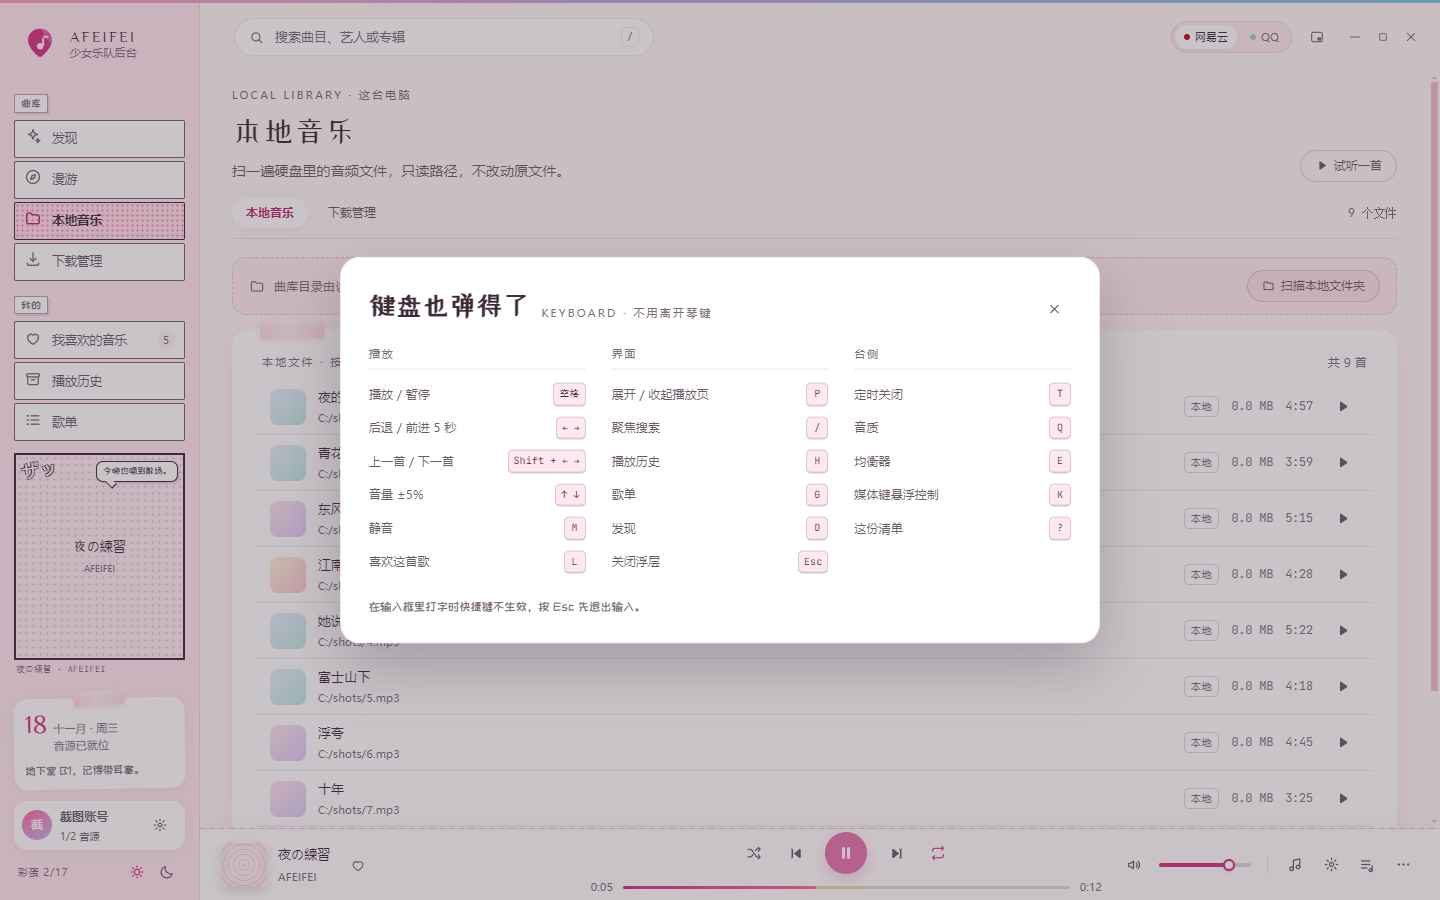 AFEIFEI
少女乐队后台
搜索曲目、艺人或专辑
/
网易云
QQ
曲库
发现
漫游
本地音乐
下载管理
我的
我喜欢的音乐
5
播放历史
歌单
ザッ
今晚也唱到散场。
夜の練習
AFEIFEI
夜の練習 · AFEIFEI
18
十一月 · 周三
音源已就位
地下室 B1，记得带耳塞。
截
截图账号
1/2 音源
彩蛋 2/17
LOCAL LIBRARY · 这台电脑
本地音乐
扫一遍硬盘里的音频文件，只读路径，不改动原文件。
试听一首
本地音乐
下载管理
9 个文件
曲库目录由
扫描本地文件夹
本地文件 · 按
共 9 首
夜的
C:/s
本地 0.0 MB 4:57
青花
C:/s
本地 0.0 MB 3:59
东风
C:/s
本地 0.0 MB 5:15
江南
C:/s
本地 0.0 MB 4:28
她说
C:/shots/4.mp3
本地 0.0 MB 5:22
富士山下
C:/shots/5.mp3
本地 0.0 MB 4:18
浮夸
C:/shots/6.mp3
本地 0.0 MB 4:45
十年
C:/shots/7.mp3
本地 0.0 MB 3:25
键盘也弹得了
KEYBOARD · 不用离开琴键
播放
播放 / 暂停 空格
后退 / 前进 5 秒 ← →
上一首 / 下一首 Shift + ← →
音量 ±5% ↑ ↓
静音 M
喜欢这首歌 L
界面
展开 / 收起播放页 P
聚焦搜索 /
播放历史 H
歌单 G
发现 D
关闭浮层 Esc
台侧
定时关闭 T
音质 Q
均衡器 E
媒体键悬浮控制 K
这份清单 ?
在输入框里打字时快捷键不生效，按 Esc 先退出输入。
夜の練習
AFEIFEI
0:05
0:12